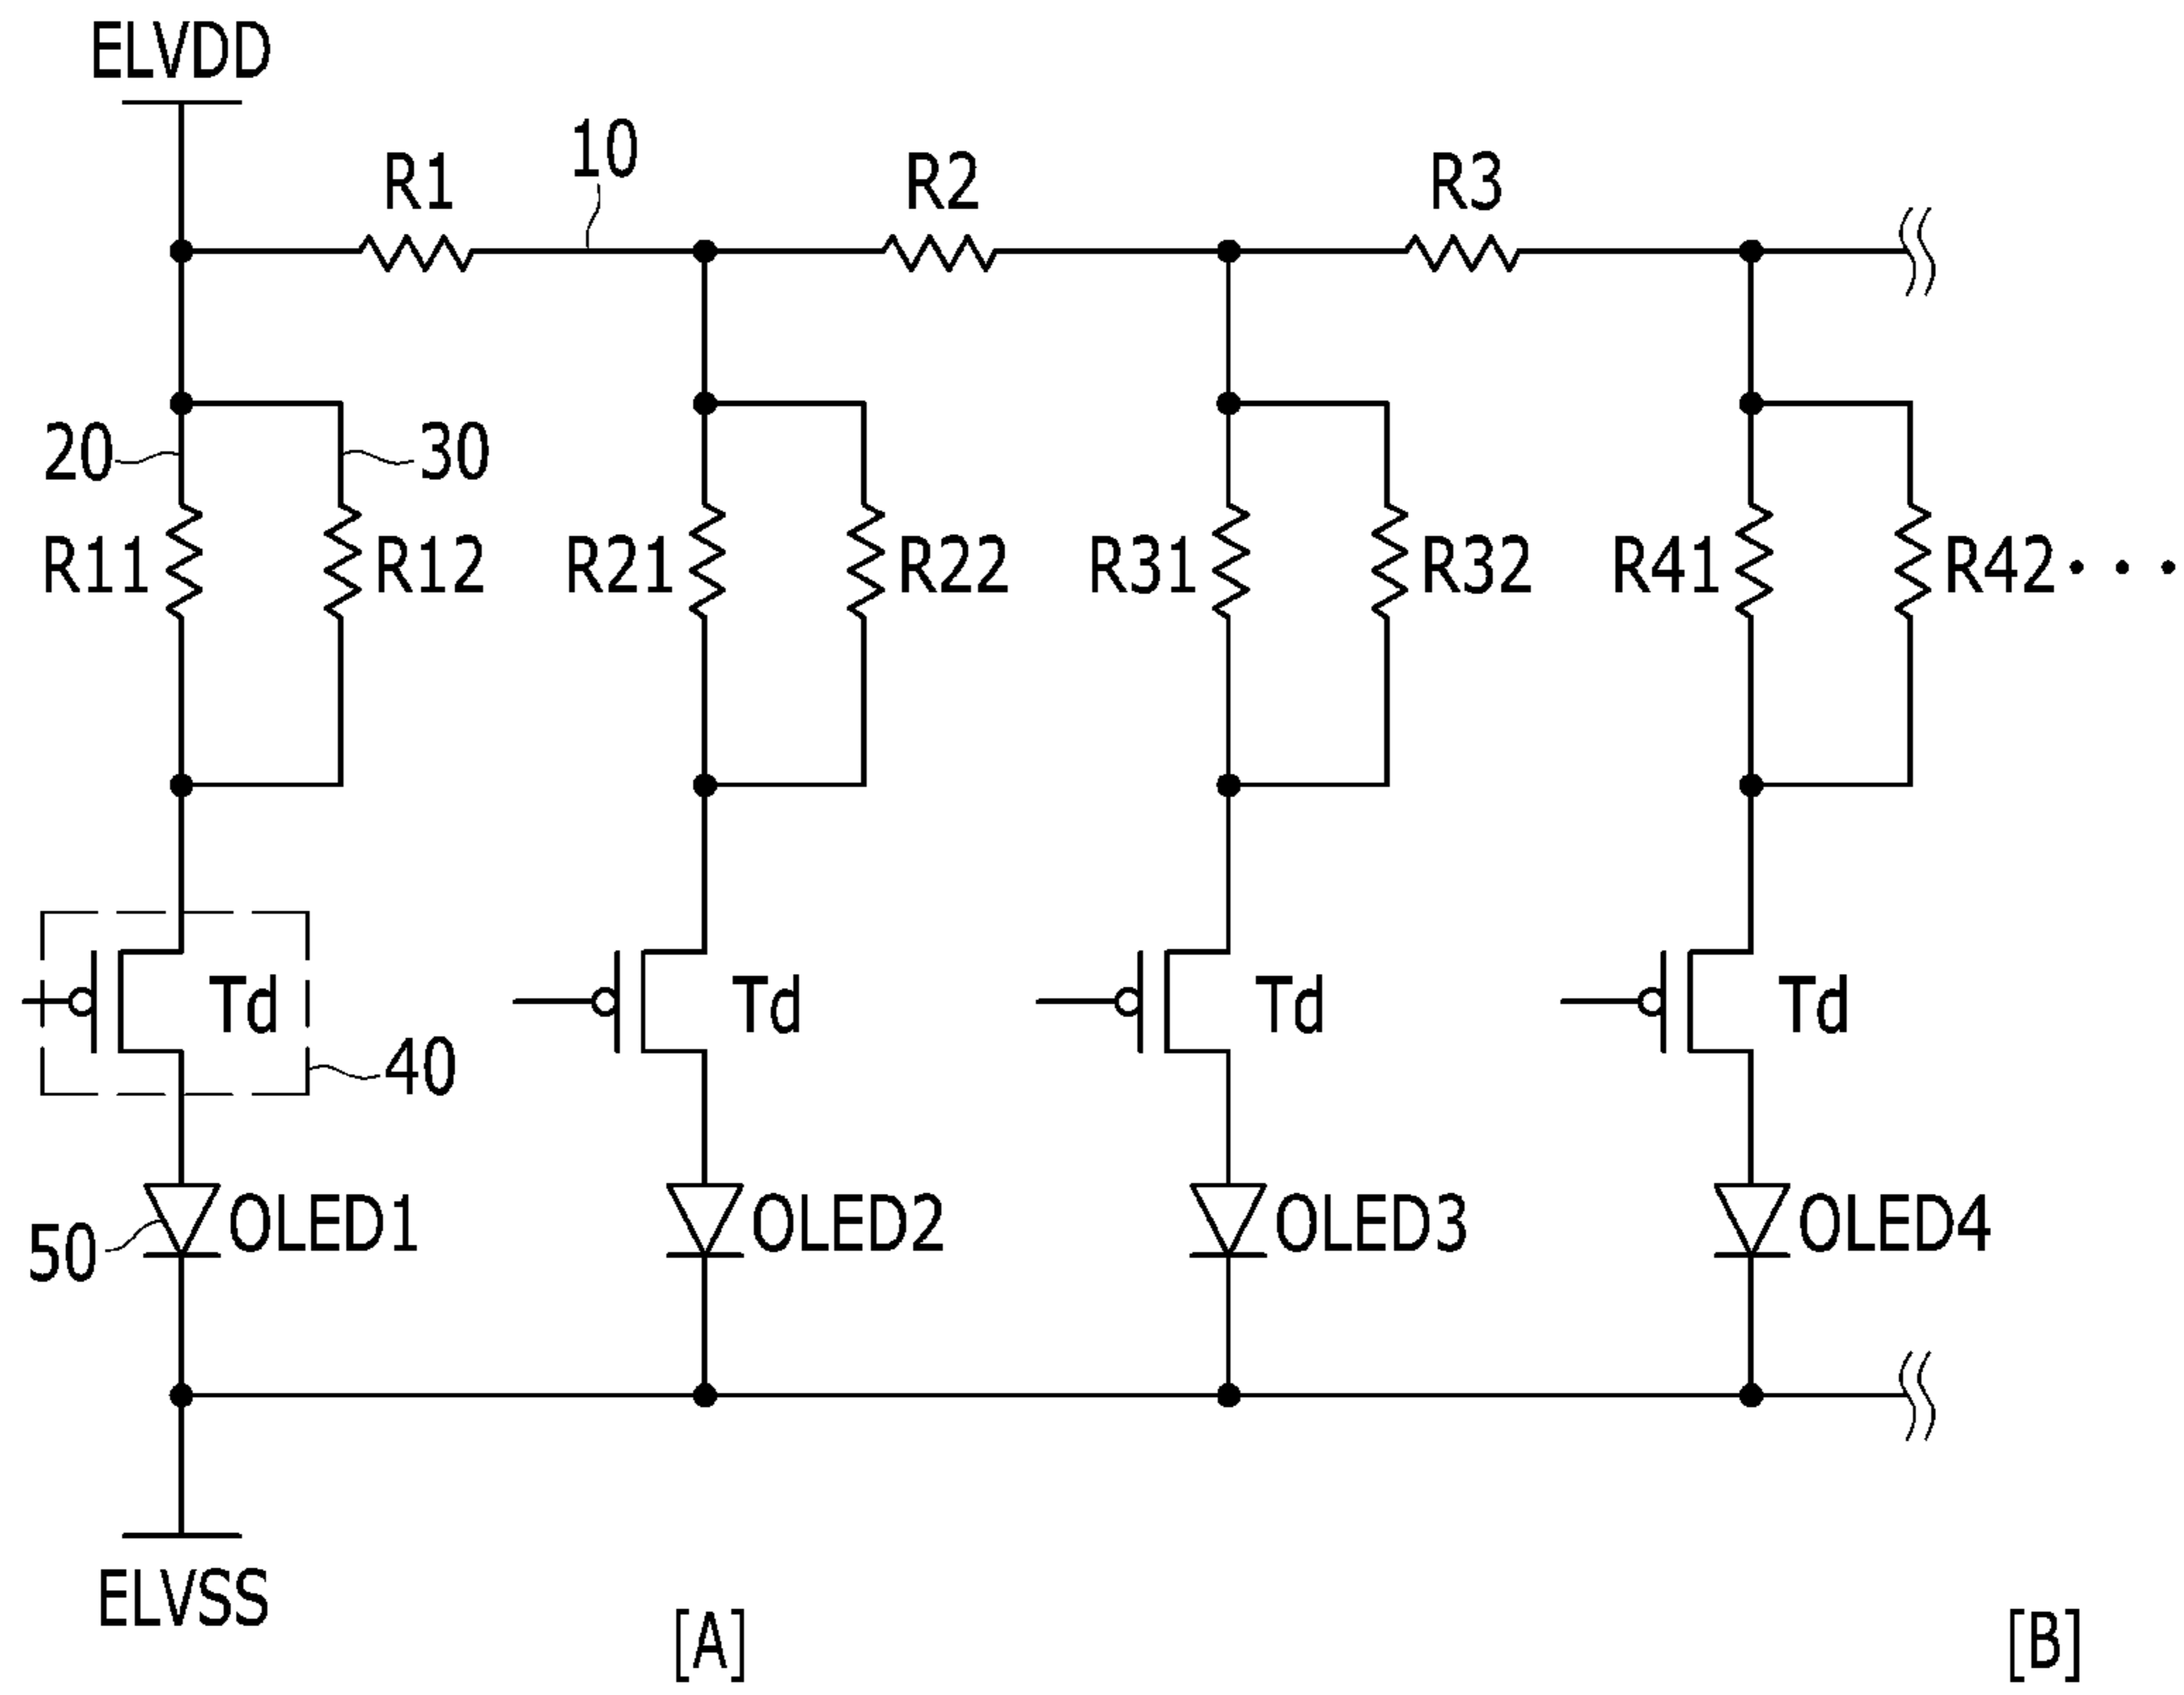 ELVDD
R1
10
R2
R3
20
30
R11
R12
R21
R22
R31
R32
R41
R42...
Td
Td
Td
Td
40
50
OLED1
OLED2
OLED3
OLED4
ELVSS
[A]
[B]